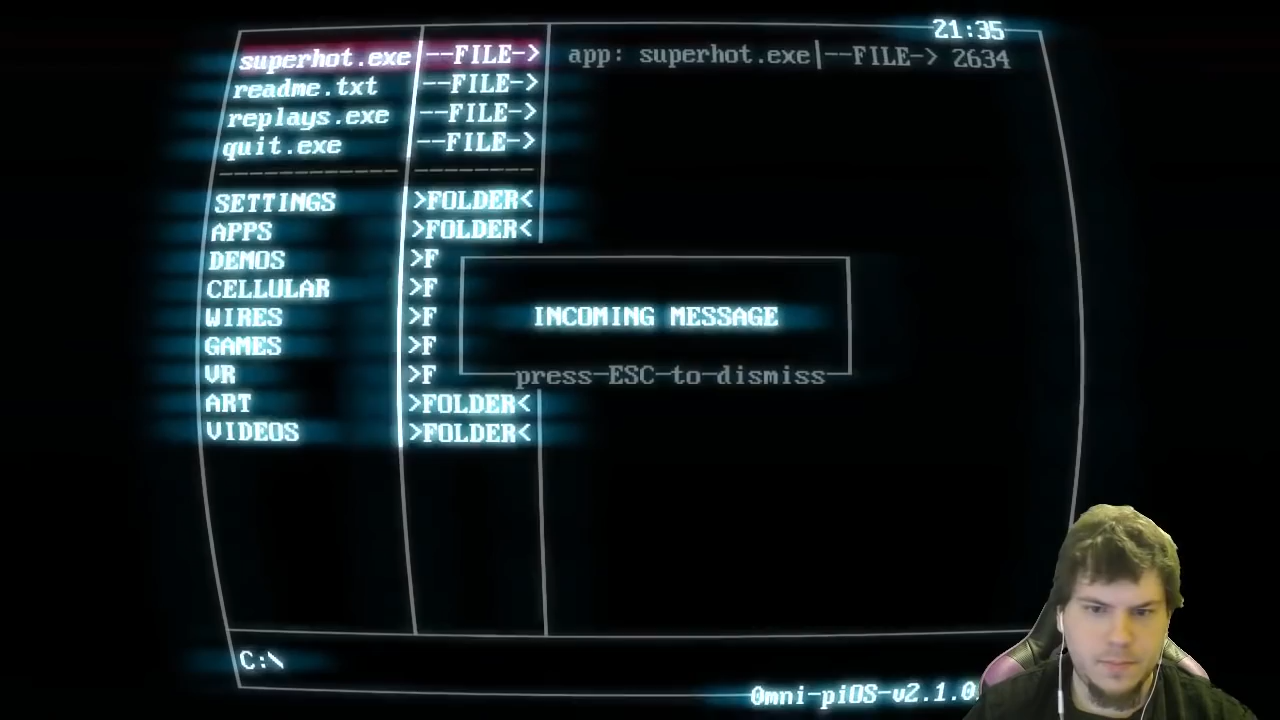 21:35
superhot.exe --FILE-> app: superhot.exe|--FILE-> 2634
readme.txt --FILE->
replays.exe --FILE->
quit.exe --FILE->
------------ --------
SETTINGS >FOLDER<
APPS >FOLDER<
DEMOS >F
CELLULAR >F
WIRES >F
GAMES >F
VR >F
ART >FOLDER<
VIDEOS >FOLDER<
INCOMING MESSAGE
press-ESC-to-dismiss
C:\
0mni-piOS-v2.1.0